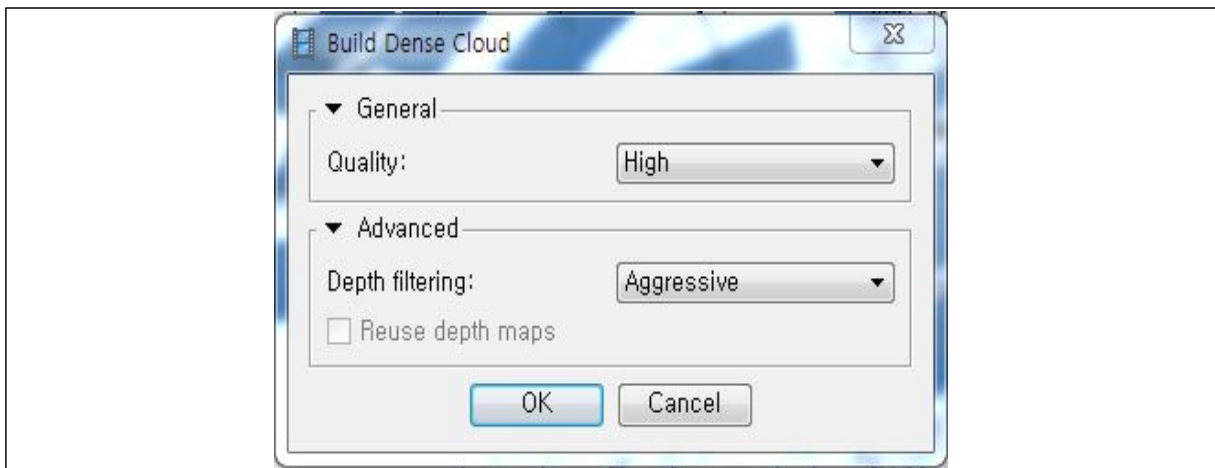 Build Dense Cloud
General
Quality: High
Advanced
Depth filtering: Aggressive
Reuse depth maps
OK Cancel